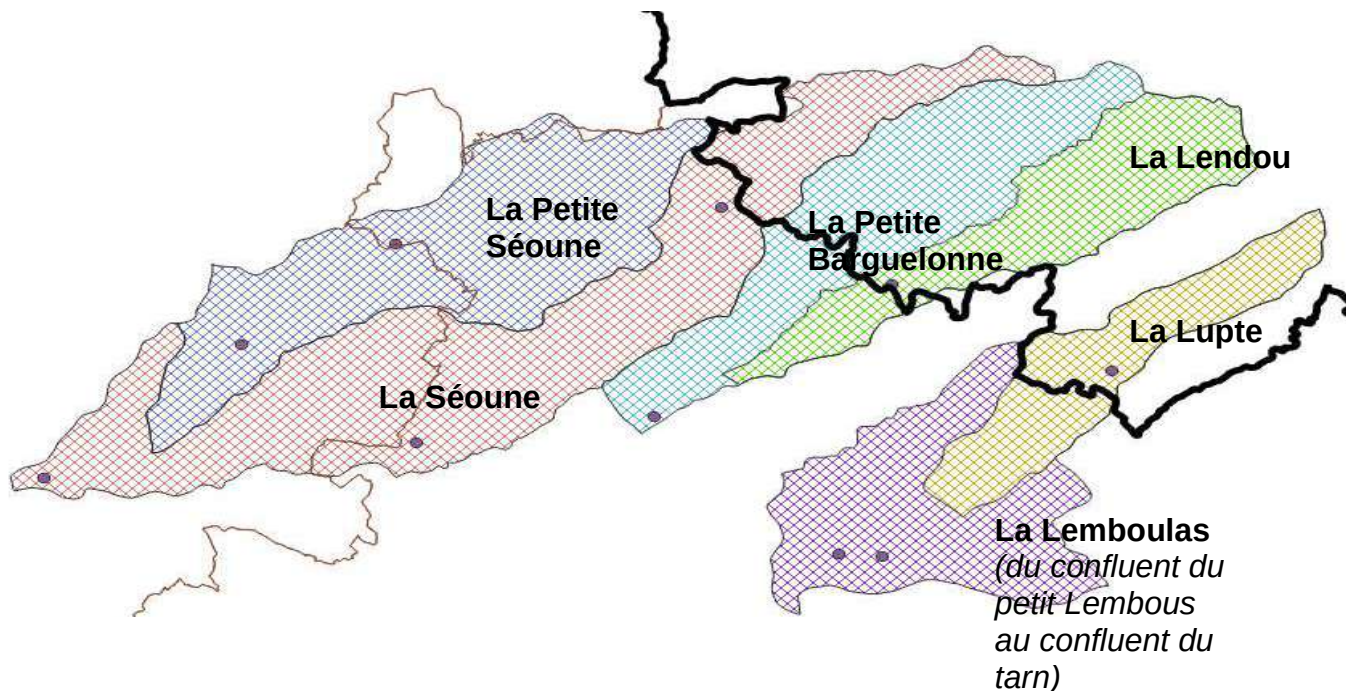 La Lendou
La Petite
Séoune
La Petite
Barguelonne
La Lupte
La Séoune
La Lemboulas
(du confluent du
petit Lembous
au confluent du
tarn)